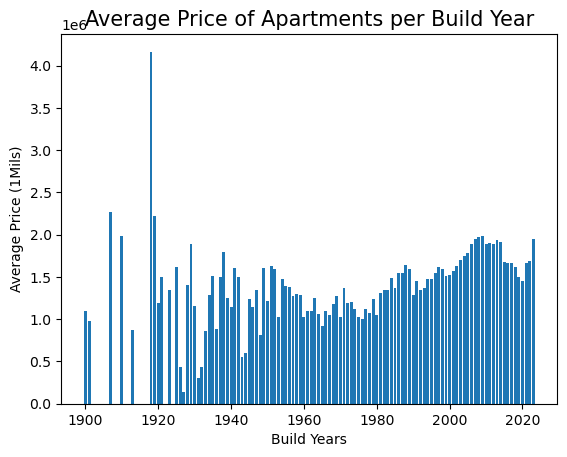 Average Price of Apartments per Build Year
1e6
4.0
3.5
3.0
2.5
2.0
1.5
1.0
0.5
0.0
Average Price (1Mils)
1900 1920 1940 1960 1980 2000 2020
Build Years